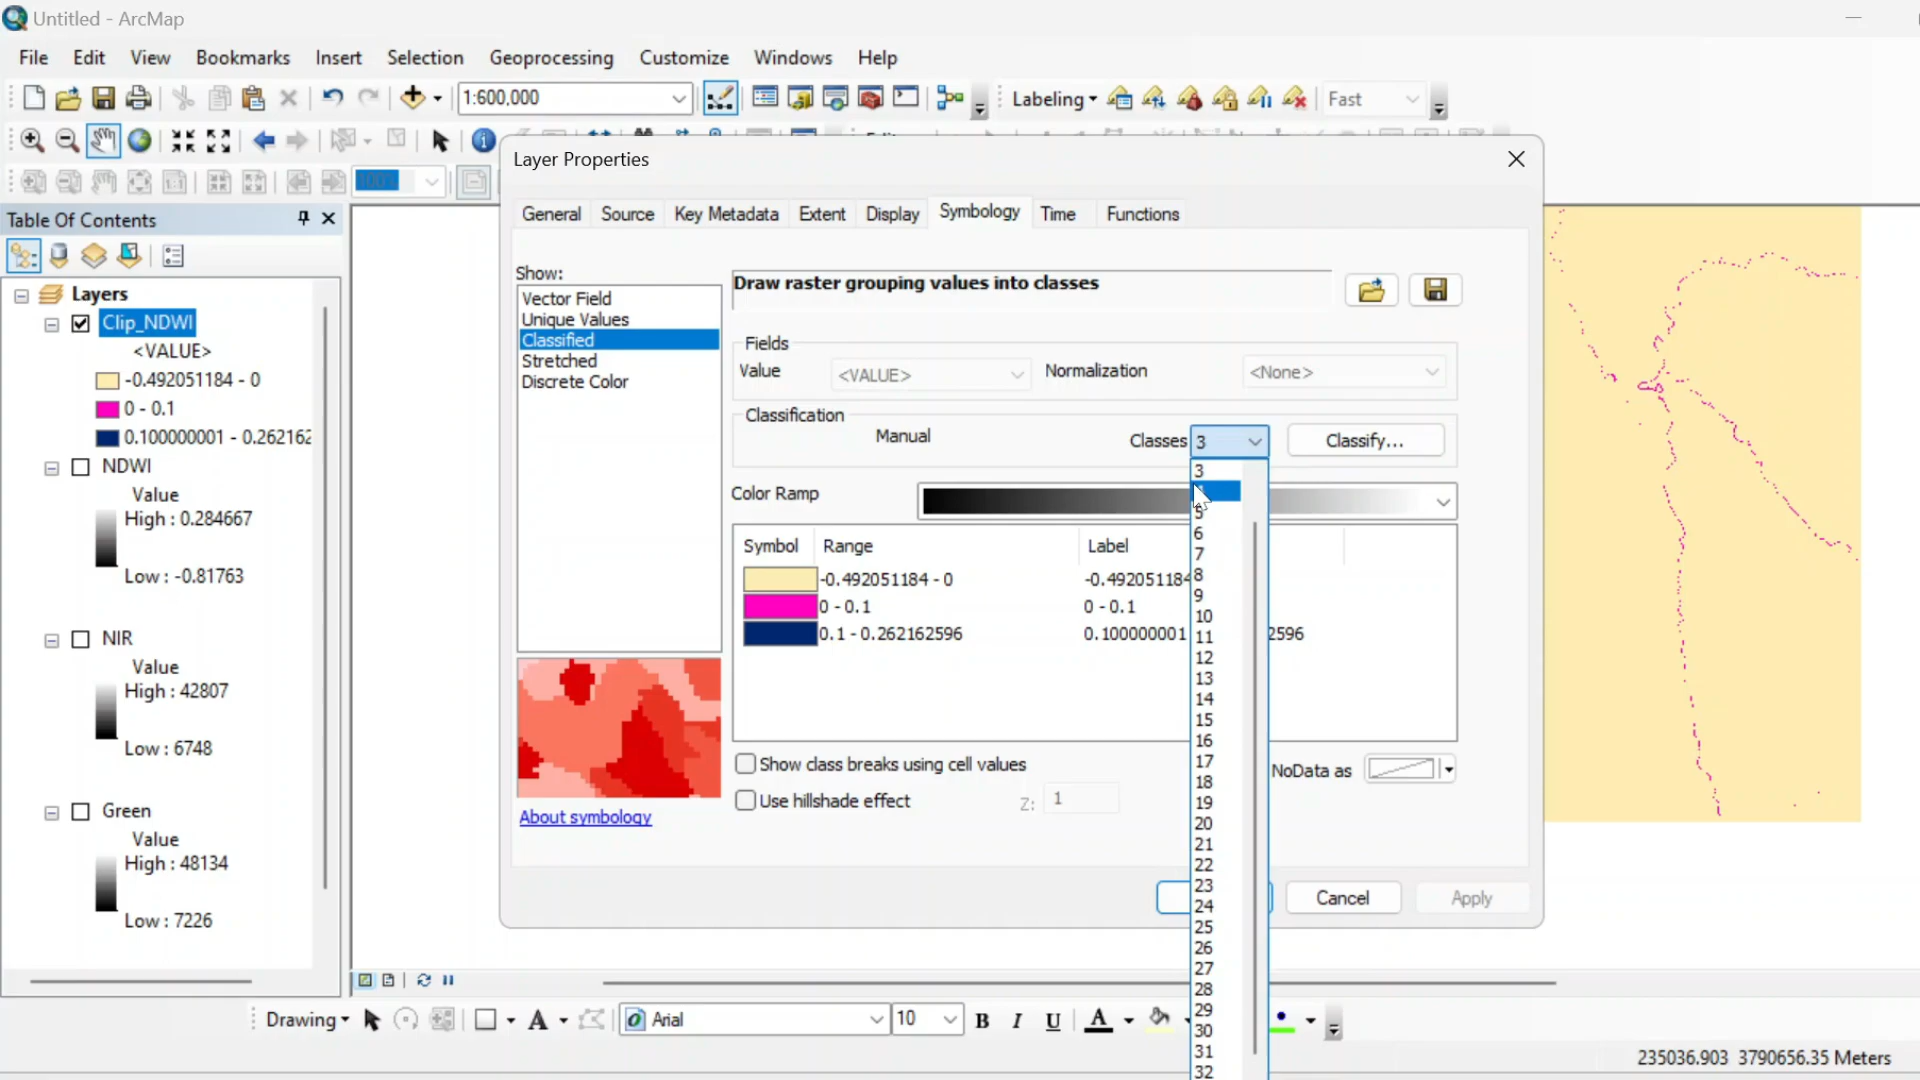 Untitled - ArcMap
File Edit View Bookmarks Insert Selection Geoprocessing Customize Windows Help
1:600,000
Labeling
Fast
Layer Properties
Table Of Contents
General Source Key Metadata Extent Display Symbology Time Functions
Show:
Vector Field
Unique Values
Classified
Stretched
Discrete Color
About symbology
Draw raster grouping values into classes
Fields
Value <VALUE> Normalization <None>
Classification
Manual Classes 3 Classify...
Color Ramp
Symbol Range Label
-0.492051184 - 0 -0.492051184
0 - 0.1 0 - 0.1
0.1 - 0.262162596 0.100000001 2596
Show class breaks using cell values
NoData as
Use hillshade effect Z: 1
Cancel Apply
3
5
6
7
8
9
10
11
12
13
14
15
16
17
18
19
20
21
22
23
24
25
26
27
28
29
30
31
32
Layers
Clip_NDWI
<VALUE>
-0.492051184 - 0
0 - 0.1
0.100000001 - 0.262162
NDWI
Value
High : 0.284667
Low : -0.81763
NIR
Value
High : 42807
Low : 6748
Green
Value
High : 48134
Low : 7226
Drawing A Arial 10 B I U A
235036.903 3790656.35 Meters